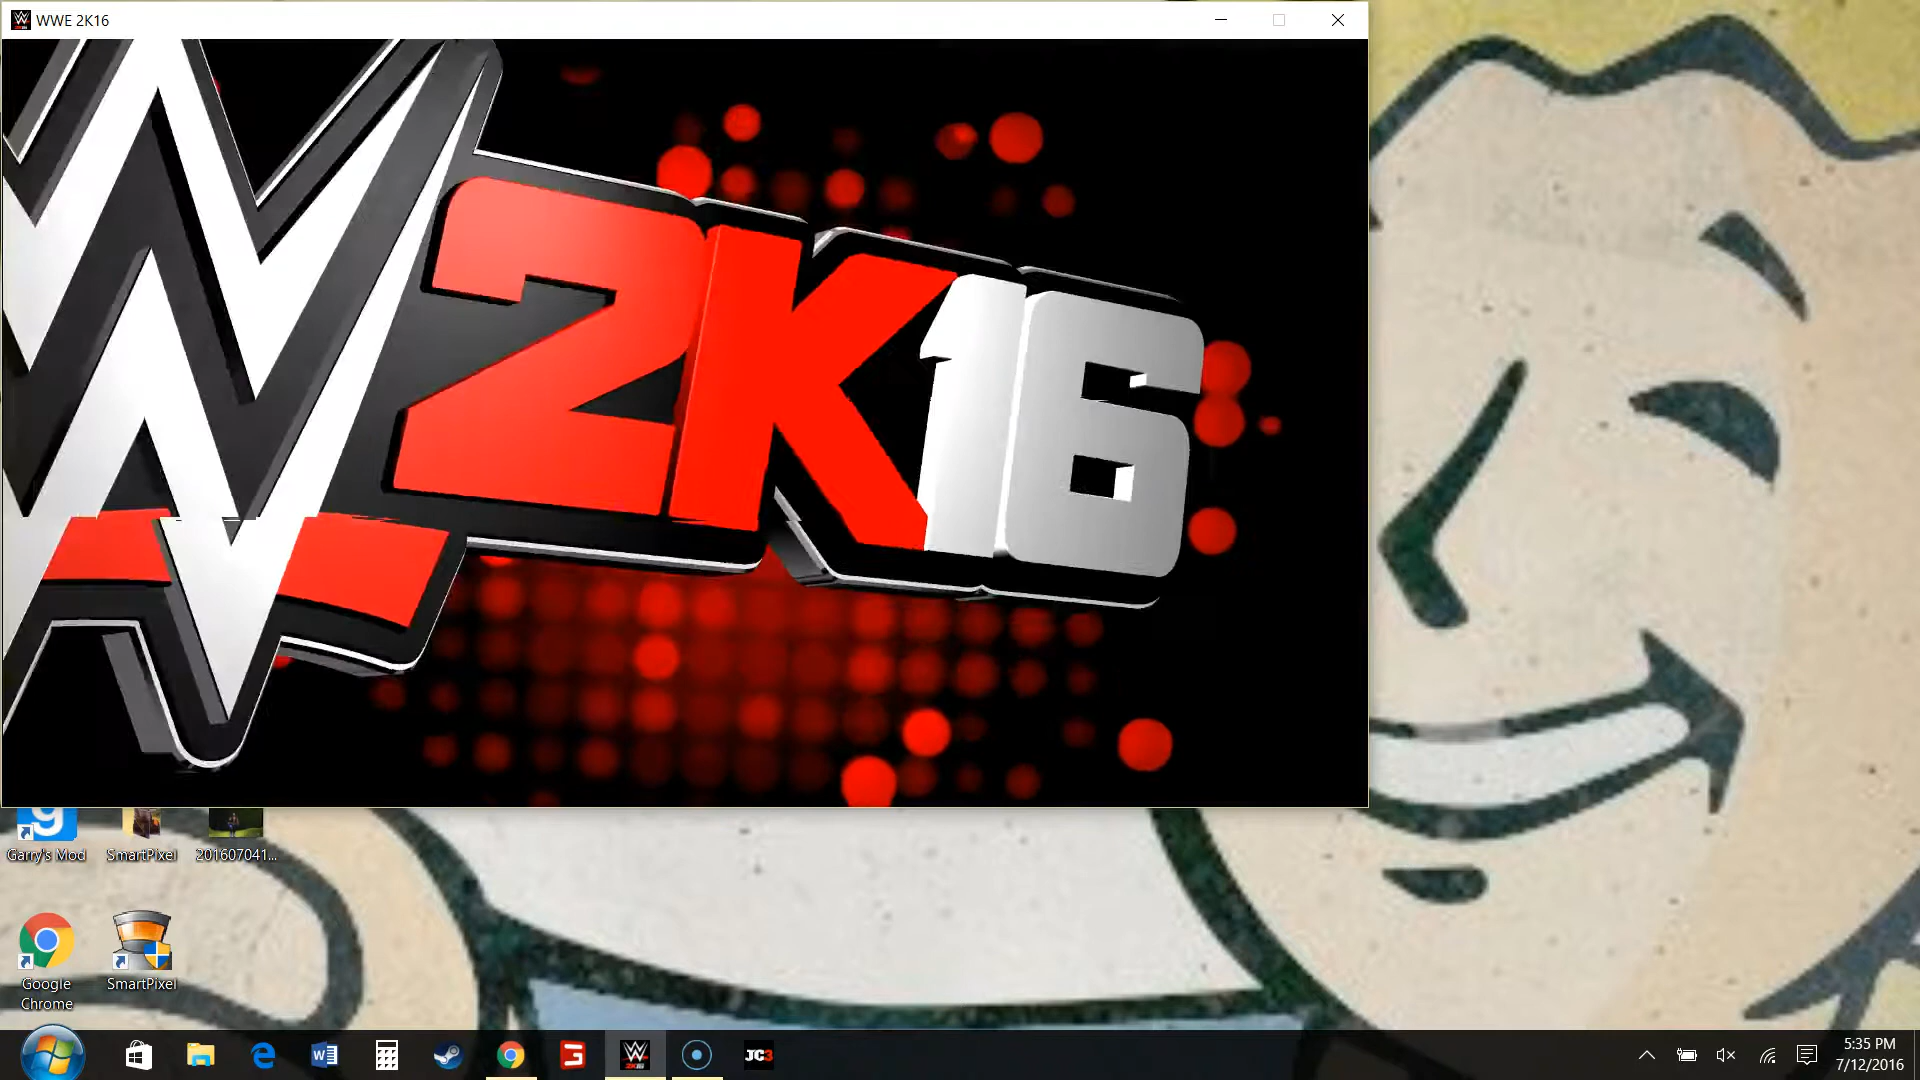 WWE 2K16
W
2K16
Garry's Mod
SmartPixel
201607041...
Google
Chrome
SmartPixel
JC3
5:35 PM
7/12/2016